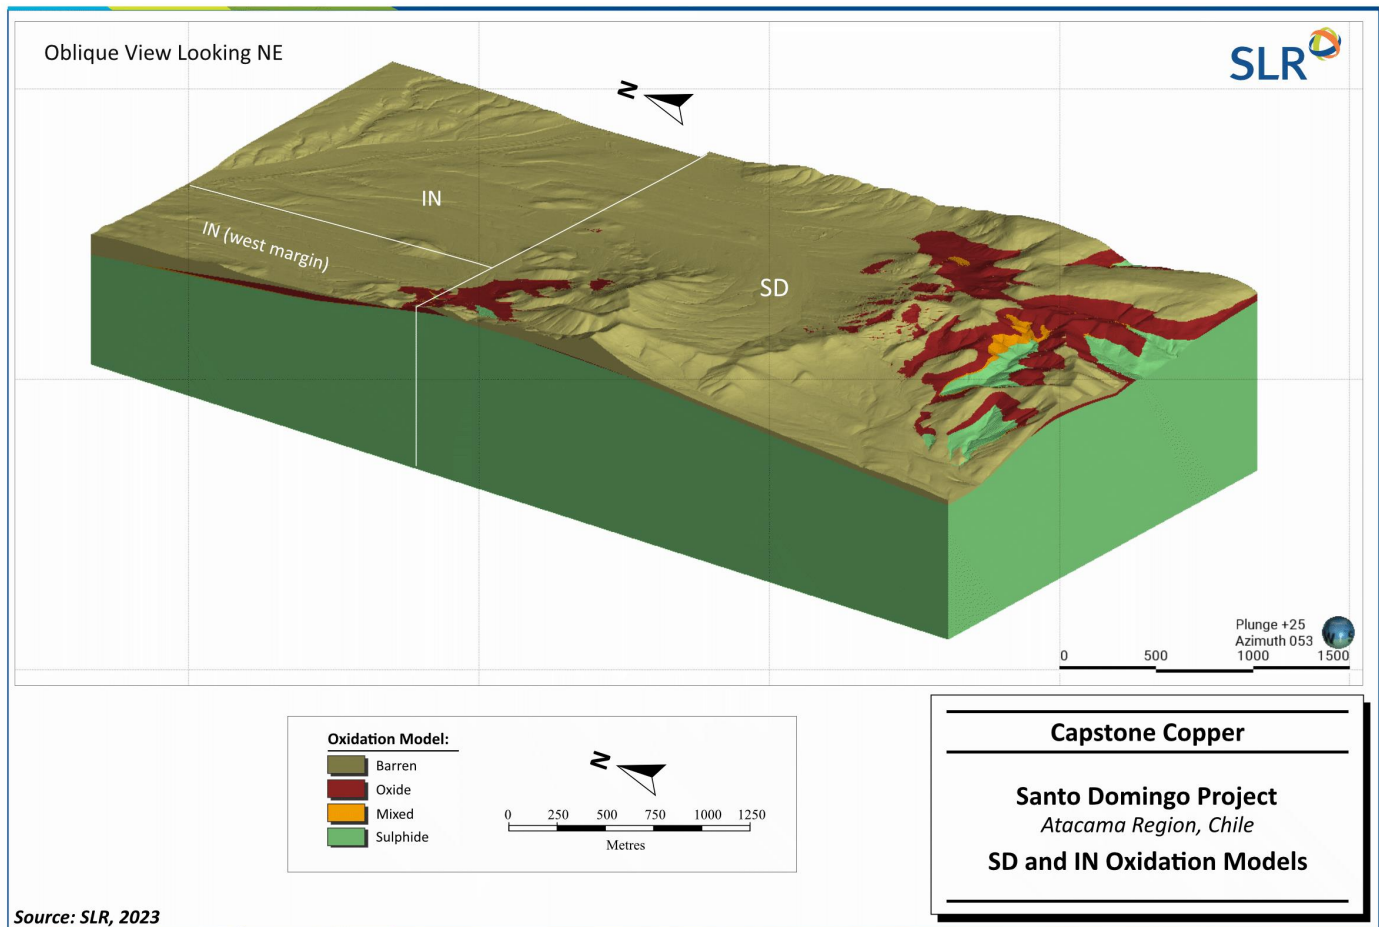 Oblique View Looking NE
SLR
N
IN
IN (west margin)
SD
Plunge +25
Azimuth 053
0 500 1000 1500
Oxidation Model:
Barren
Oxide
Mixed
Sulphide
N
0 250 500 750 1000 1250
Metres
Capstone Copper
Santo Domingo Project
Atacama Region, Chile
SD and IN Oxidation Models
Source: SLR, 2023